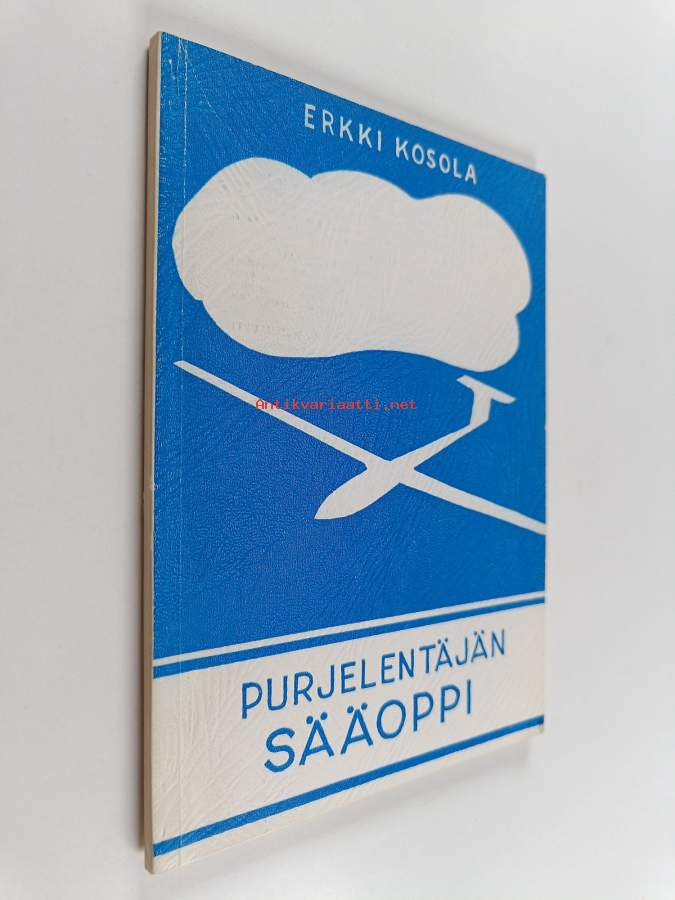 ERKKI KOSOLA
Antikvariaatti.net
PURJELENTÄJÄN
SÄÄOPPI